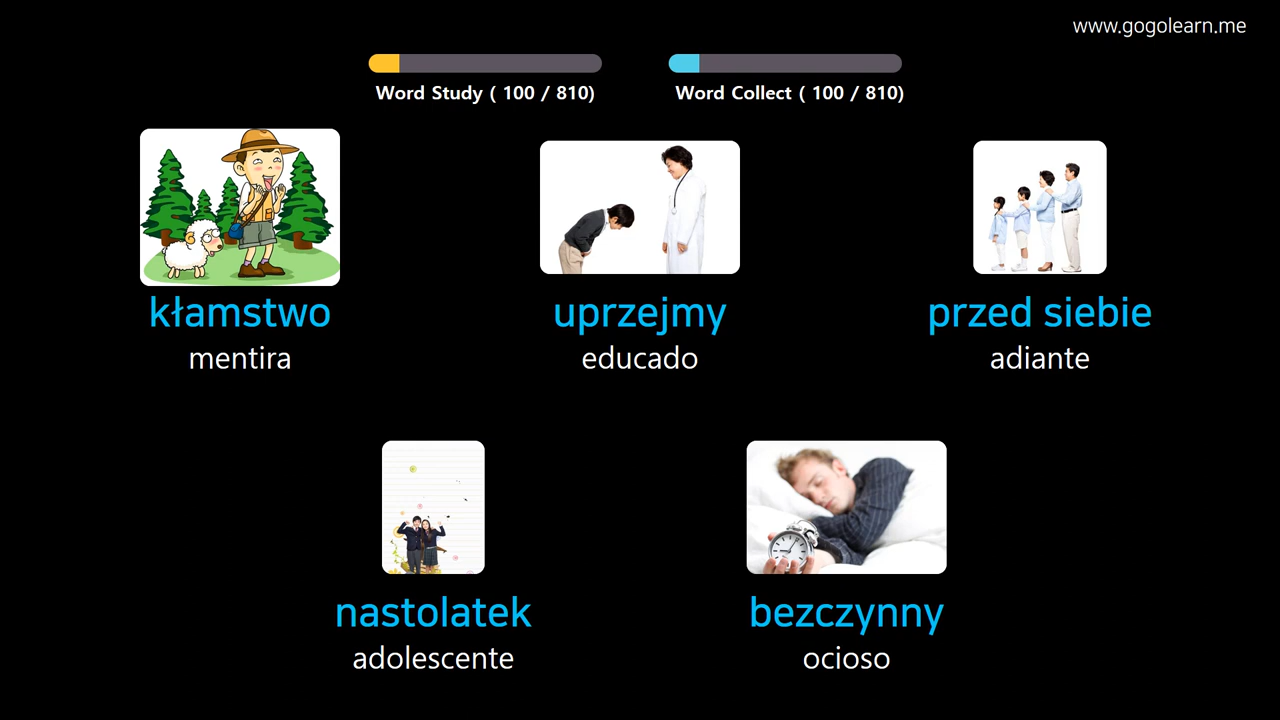 www.gogolearn.me
Word Study ( 100 / 810)
Word Collect ( 100 / 810)
kłamstwo
mentira
uprzejmy
educado
przed siebie
adiante
nastolatek
adolescente
bezczynny
ocioso